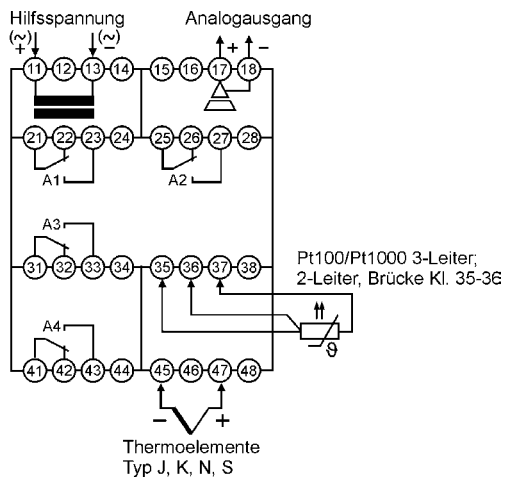 Hilfsspannung Analogausgang
(~) (~) + -
+ -
11 12 13 14 15 16 17 18
21 22 23 24 25 26 27 28
A1 A2
A3
31 32 33 34 35 36 37 38
Pt100/Pt1000 3-Leiter;
2-Leiter, Brücke Kl. 35-36
ϑ
A4
41 42 43 44 45 46 47 48
- +
Thermoelemente
Typ J, K, N, S